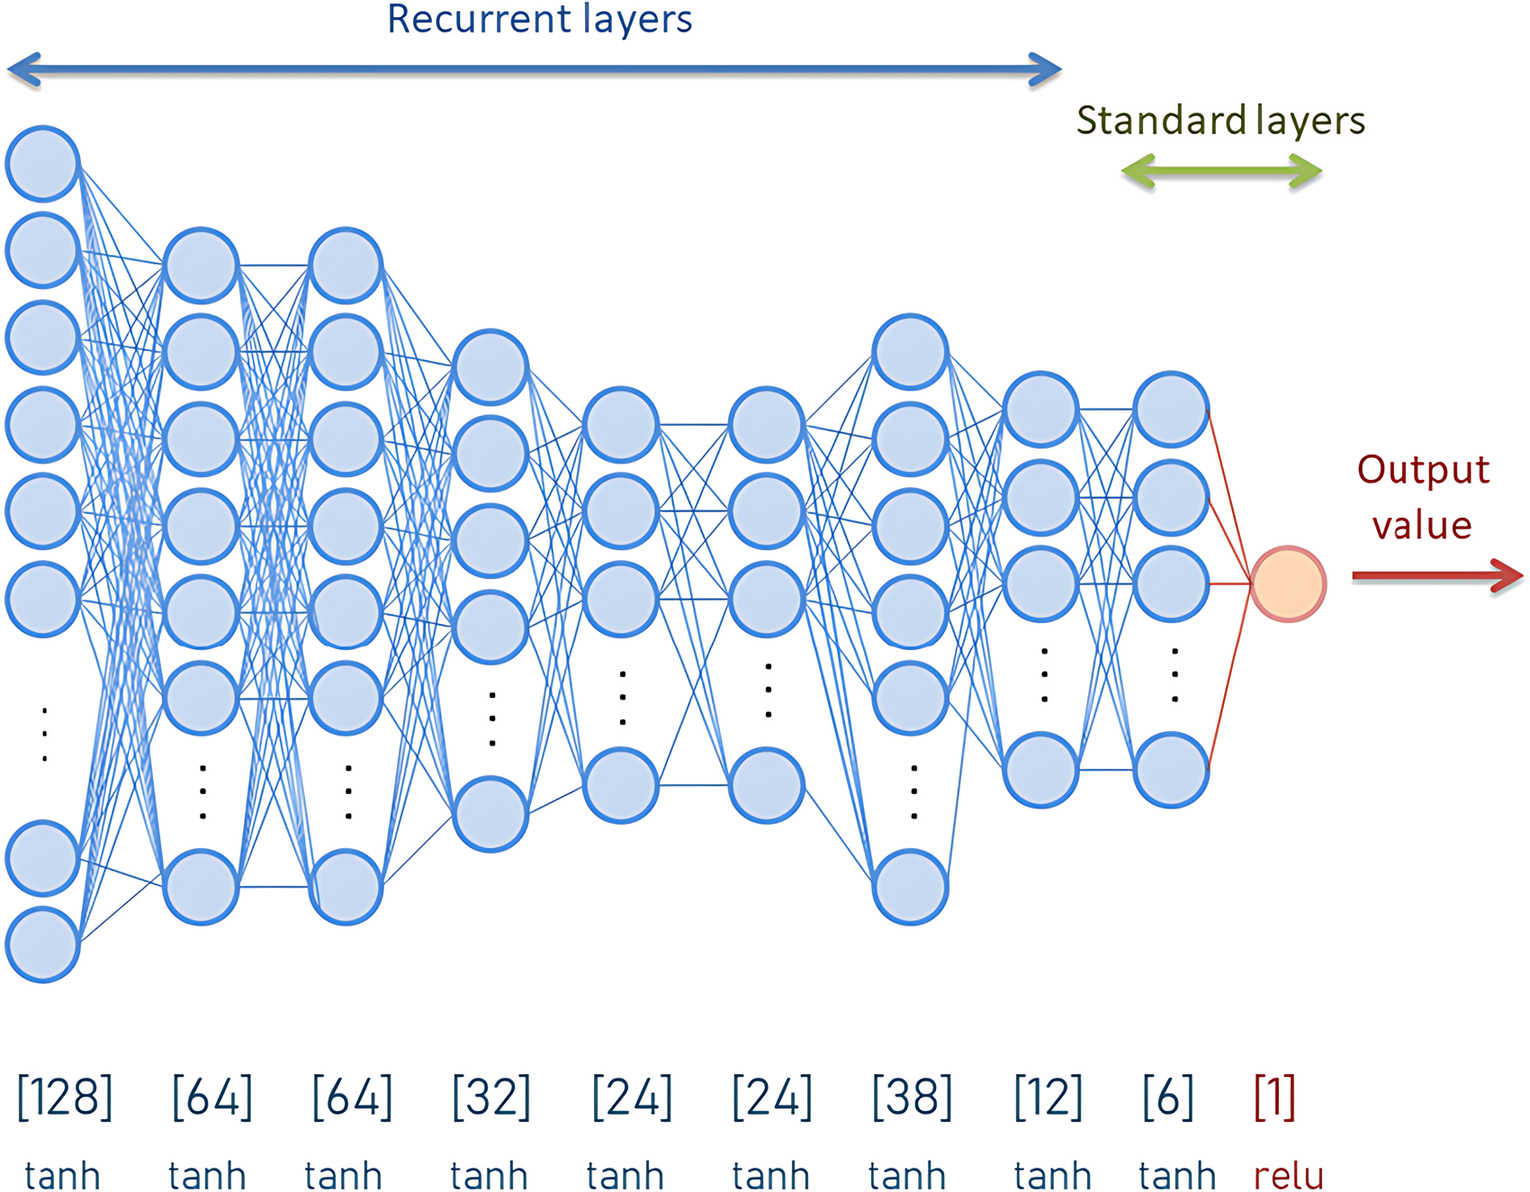 Recurrent layers
Standard layers
Output
value
[128] [64] [64] [32] [24] [24] [38] [12] [6] [1]
tanh tanh tanh tanh tanh tanh tanh tanh tanh relu